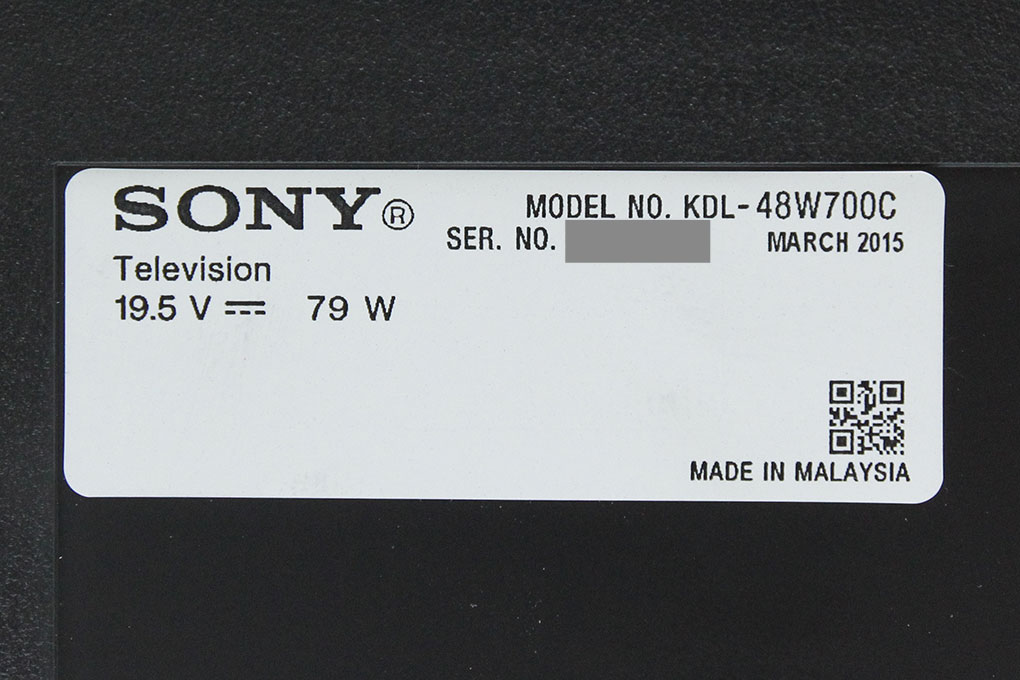 SONY®
MODEL NO. KDL-48W700C
SER. NO.
MARCH 2015
Television
19.5 V ⎓ 79 W
MADE IN MALAYSIA